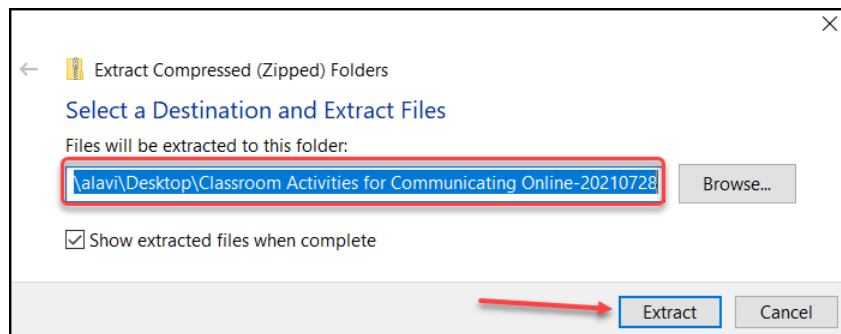 Extract Compressed (Zipped) Folders
Select a Destination and Extract Files
Files will be extracted to this folder:
\alavi\Desktop\Classroom Activities for Communicating Online-20210728
Browse...
Show extracted files when complete
Extract
Cancel